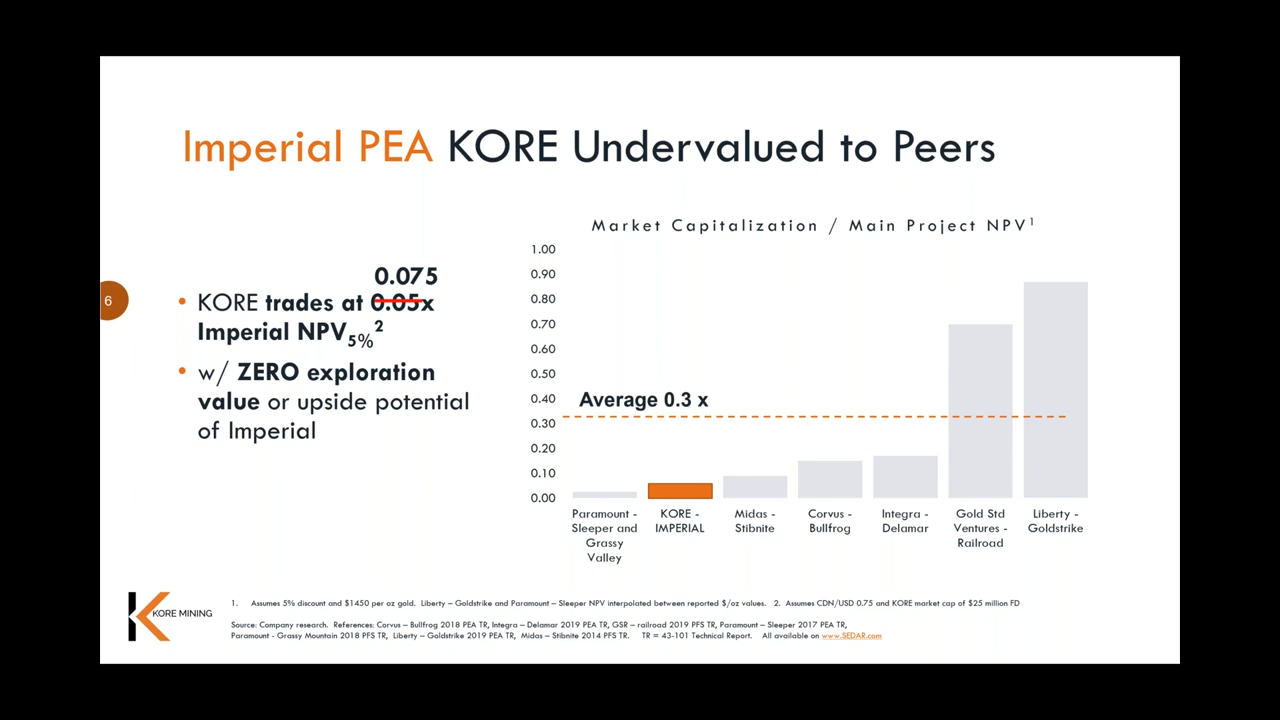 Imperial PEA KORE Undervalued to Peers
6
0.075
• KORE trades at 0.05x
Imperial NPV5%2
• w/ ZERO exploration
value or upside potential
of Imperial
Market Capitalization / Main Project NPV1
1.00
0.90
0.80
0.70
0.60
0.50
0.40
0.30
0.20
0.10
0.00
Average 0.3 x
Paramount -
Sleeper and
Grassy
Valley
KORE -
IMPERIAL
Midas -
Stibnite
Corvus -
Bullfrog
Integra -
Delamar
Gold Std
Ventures -
Railroad
Liberty -
Goldstrike
KORE MINING
1. Assumes 5% discount and $1450 per oz gold. Liberty – Goldstrike and Paramount – Sleeper NPV interpolated between reported $/oz values. 2. Assumes CDN/USD 0.75 and KORE market cap of $25 million FD
Source: Company research. References: Corvus – Bullfrog 2018 PEA TR, Integra – Delamar 2019 PEA TR, GSR – railroad 2019 PFS TR, Paramount – Sleeper 2017 PEA TR,
Paramount - Grassy Mountain 2018 PFS TR, Liberty – Goldstrike 2019 PEA TR, Midas – Stibnite 2014 PFS TR. TR = 43-101 Technical Report. All available on www.SEDAR.com